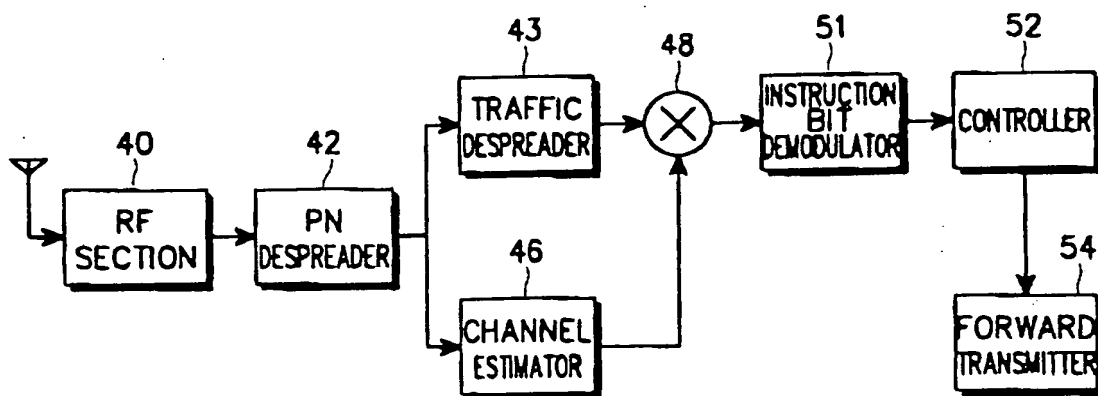 43
48
51
52
TRAFFIC
DESPREADER
INSTRUCTION
BIT
DEMODULATOR
CONTROLLER
40
42
RF
SECTION
PN
DESPREADER
46
CHANNEL
ESTIMATOR
54
FORWARD
TRANSMITTER